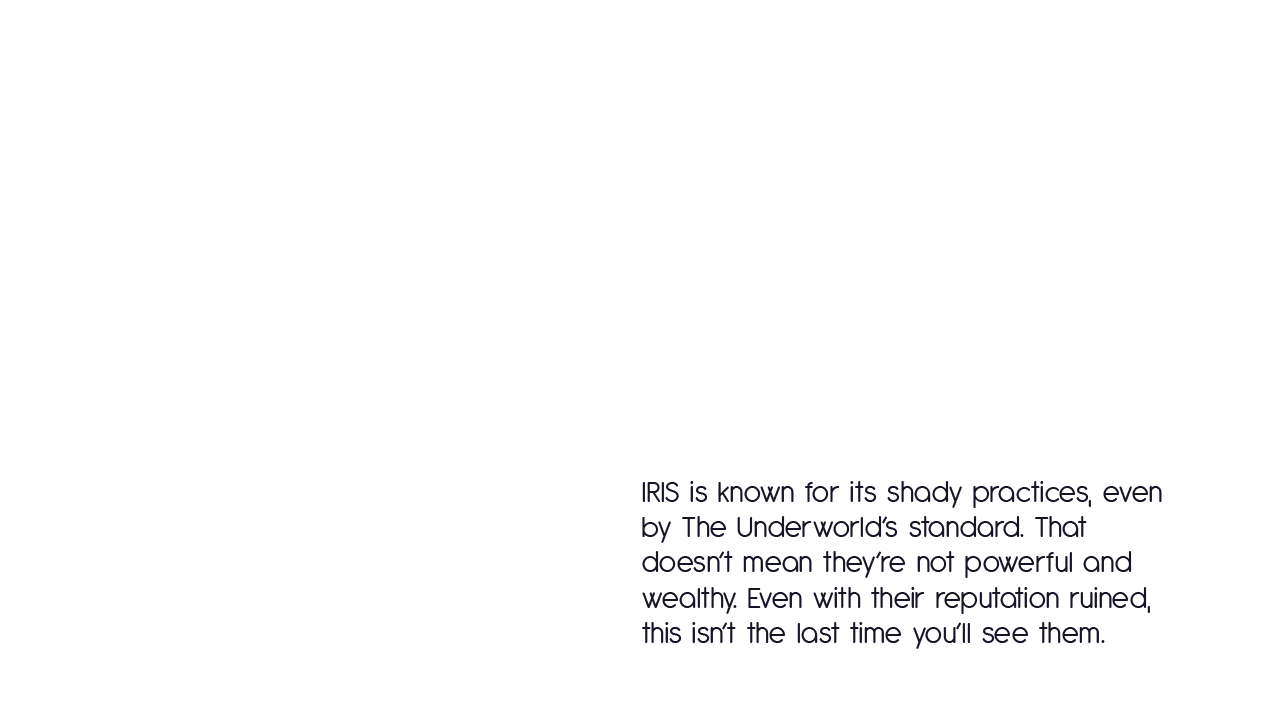 IRIS is known for its shady practices, even
by The Underworld's standard. That
doesn't mean they're not powerful and
wealthy. Even with their reputation ruined,
this isn't the last time you'll see them.